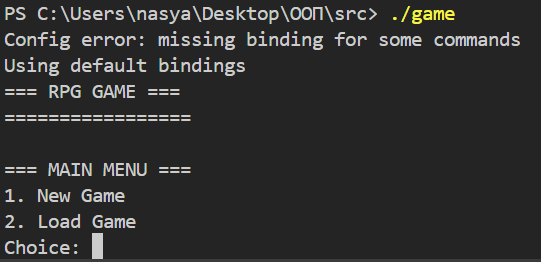 PS C:\Users\nasya\Desktop\ООП\src> ./game
Config error: missing binding for some commands
Using default bindings
=== RPG GAME ===
=================

=== MAIN MENU ===
1. New Game
2. Load Game
Choice: